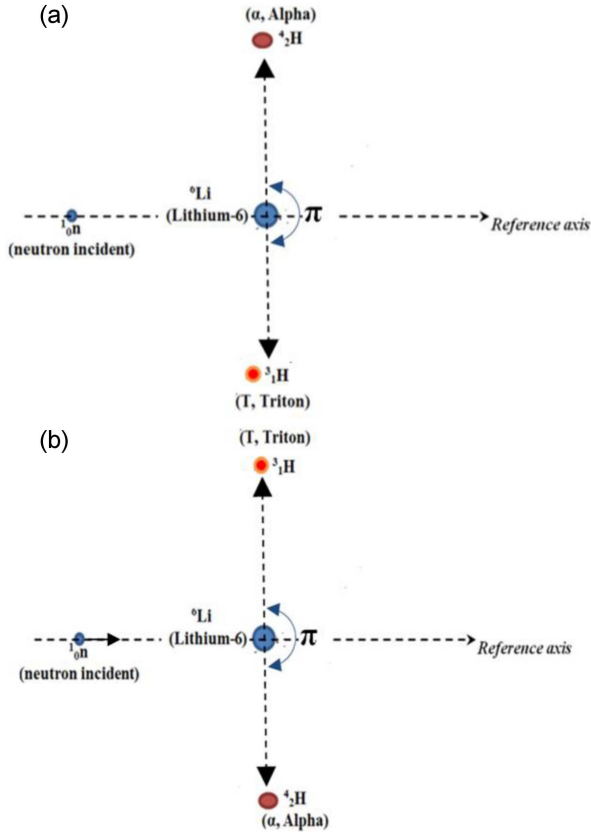 (a)
(α, Alpha)
⁴₂H
⁶Li
(Lithium-6)
π
¹₀n
(neutron incident)
Reference axis
³₁H
(T, Triton)
(b)
(T, Triton)
³₁H
⁶Li
(Lithium-6)
π
¹₀n
(neutron incident)
Reference axis
⁴₂H
(α, Alpha)